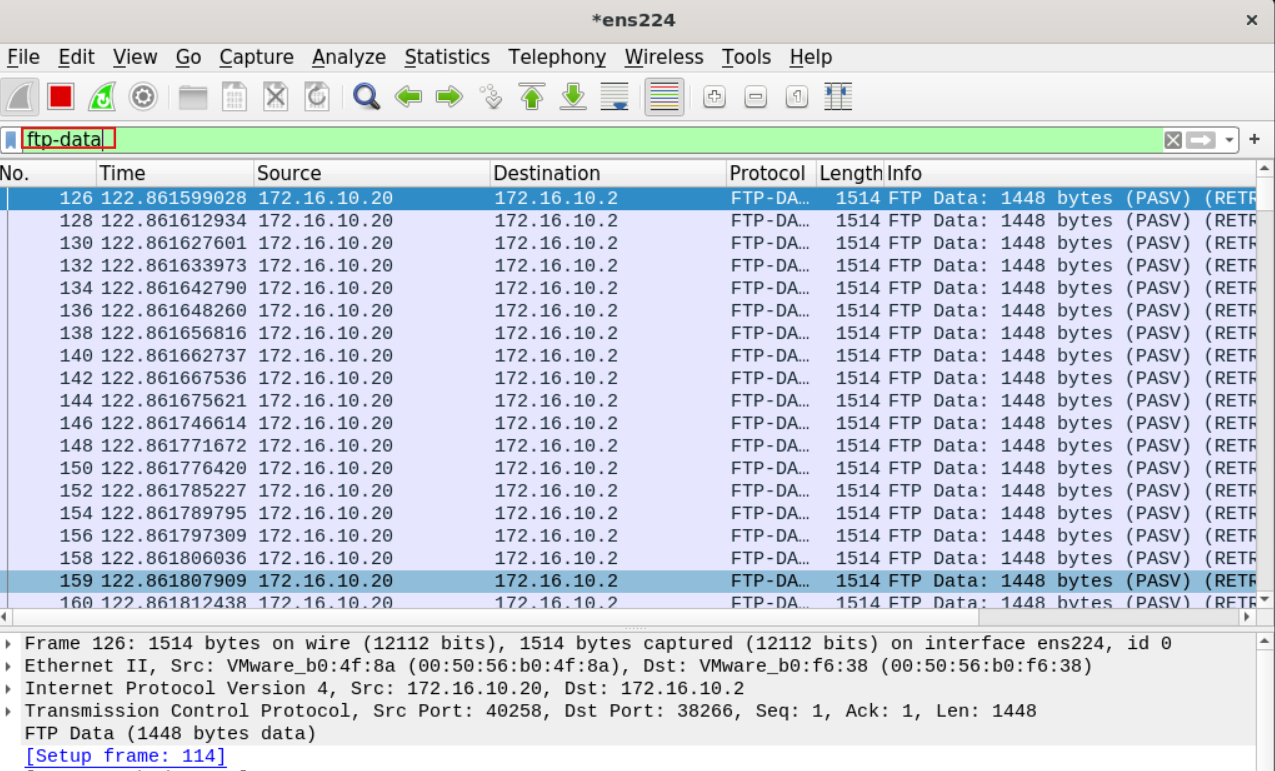 *ens224 ×
File Edit View Go Capture Analyze Statistics Telephony Wireless Tools Help
ftp-data
No. Time Source Destination Protocol Length Info
126 122.861599028 172.16.10.20 172.16.10.2 FTP-DA… 1514 FTP Data: 1448 bytes (PASV) (RETR
128 122.861612934 172.16.10.20 172.16.10.2 FTP-DA… 1514 FTP Data: 1448 bytes (PASV) (RETR
130 122.861627601 172.16.10.20 172.16.10.2 FTP-DA… 1514 FTP Data: 1448 bytes (PASV) (RETR
132 122.861633973 172.16.10.20 172.16.10.2 FTP-DA… 1514 FTP Data: 1448 bytes (PASV) (RETR
134 122.861642790 172.16.10.20 172.16.10.2 FTP-DA… 1514 FTP Data: 1448 bytes (PASV) (RETR
136 122.861648260 172.16.10.20 172.16.10.2 FTP-DA… 1514 FTP Data: 1448 bytes (PASV) (RETR
138 122.861656816 172.16.10.20 172.16.10.2 FTP-DA… 1514 FTP Data: 1448 bytes (PASV) (RETR
140 122.861662737 172.16.10.20 172.16.10.2 FTP-DA… 1514 FTP Data: 1448 bytes (PASV) (RETR
142 122.861667536 172.16.10.20 172.16.10.2 FTP-DA… 1514 FTP Data: 1448 bytes (PASV) (RETR
144 122.861675621 172.16.10.20 172.16.10.2 FTP-DA… 1514 FTP Data: 1448 bytes (PASV) (RETR
146 122.861746614 172.16.10.20 172.16.10.2 FTP-DA… 1514 FTP Data: 1448 bytes (PASV) (RETR
148 122.861771672 172.16.10.20 172.16.10.2 FTP-DA… 1514 FTP Data: 1448 bytes (PASV) (RETR
150 122.861776420 172.16.10.20 172.16.10.2 FTP-DA… 1514 FTP Data: 1448 bytes (PASV) (RETR
152 122.861785227 172.16.10.20 172.16.10.2 FTP-DA… 1514 FTP Data: 1448 bytes (PASV) (RETR
154 122.861789795 172.16.10.20 172.16.10.2 FTP-DA… 1514 FTP Data: 1448 bytes (PASV) (RETR
156 122.861797309 172.16.10.20 172.16.10.2 FTP-DA… 1514 FTP Data: 1448 bytes (PASV) (RETR
158 122.861806036 172.16.10.20 172.16.10.2 FTP-DA… 1514 FTP Data: 1448 bytes (PASV) (RETR
159 122.861807909 172.16.10.20 172.16.10.2 FTP-DA… 1514 FTP Data: 1448 bytes (PASV) (RETR
160 122.861812438 172.16.10.20 172.16.10.2 FTP-DA… 1514 FTP Data: 1448 bytes (PASV) (RETR
Frame 126: 1514 bytes on wire (12112 bits), 1514 bytes captured (12112 bits) on interface ens224, id 0
Ethernet II, Src: VMware_b0:4f:8a (00:50:56:b0:4f:8a), Dst: VMware_b0:f6:38 (00:50:56:b0:f6:38)
Internet Protocol Version 4, Src: 172.16.10.20, Dst: 172.16.10.2
Transmission Control Protocol, Src Port: 40258, Dst Port: 38266, Seq: 1, Ack: 1, Len: 1448
FTP Data (1448 bytes data)
[Setup frame: 114]